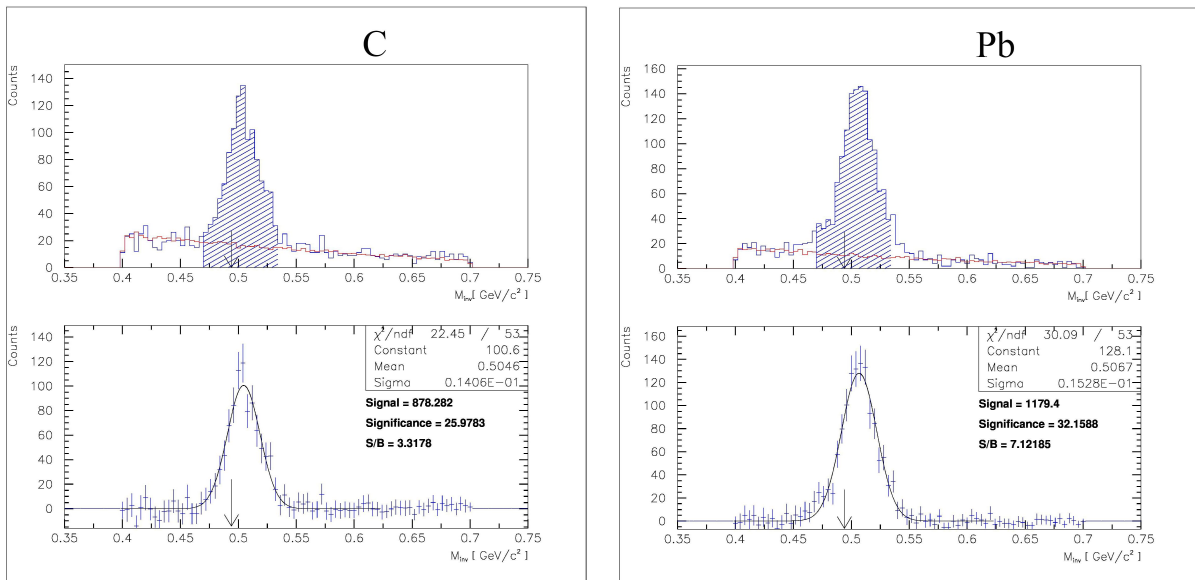 C
Counts
140
120
100
80
60
40
20
0
0.35 0.4 0.45 0.5 0.55 0.6 0.65 0.7 0.75
M_inv [ GeV/c² ]
Counts
140
120
100
80
60
40
20
0
χ²/ndf 22.45 / 53
Constant 100.6
Mean 0.5046
Sigma 0.1406E-01
Signal = 878.282
Significance = 25.9783
S/B = 3.3178
0.35 0.4 0.45 0.5 0.55 0.6 0.65 0.7 0.75
M_inv [ GeV/c² ]
Pb
Counts
160
140
120
100
80
60
40
20
0
0.35 0.4 0.45 0.5 0.55 0.6 0.65 0.7 0.75
M_inv [ GeV/c² ]
Counts
160
140
120
100
80
60
40
20
0
χ²/ndf 30.09 / 53
Constant 128.1
Mean 0.5067
Sigma 0.1528E-01
Signal = 1179.4
Significance = 32.1588
S/B = 7.12185
0.35 0.4 0.45 0.5 0.55 0.6 0.65 0.7 0.75
M_inv [ GeV/c² ]